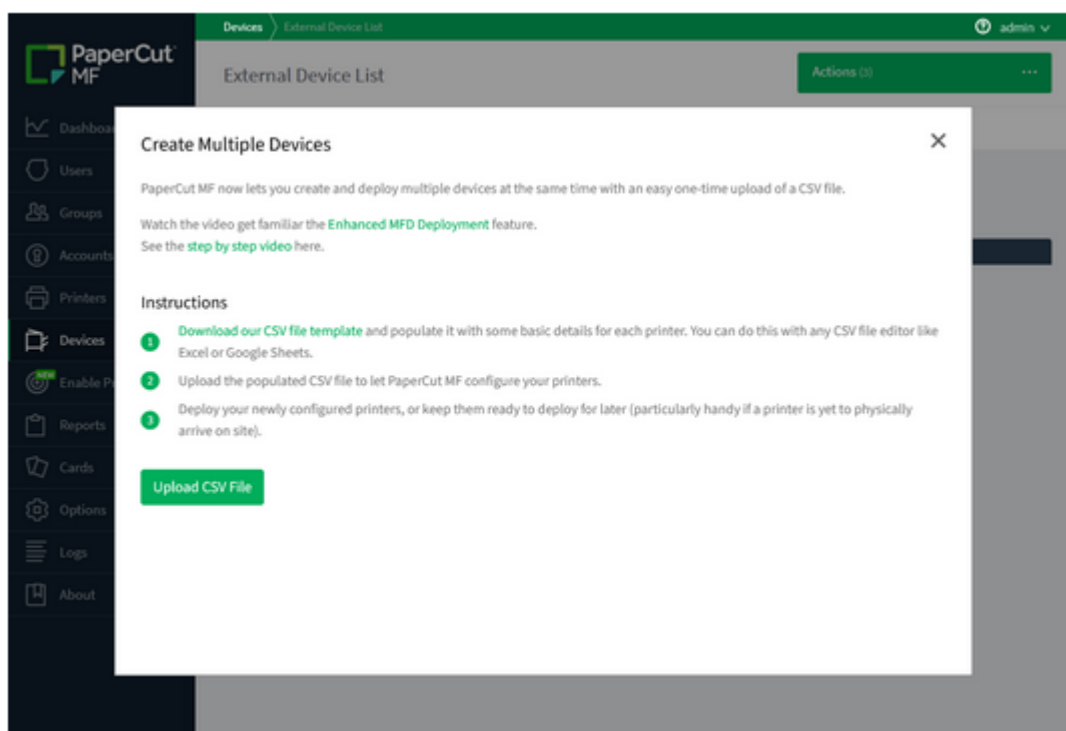 Devices External Device List admin
PaperCut
MF
External Device List
Actions (3)
Dashboa
Users
Groups
Accounts
Printers
Devices
NEW
Enable P
Reports
Cards
Options
Logs
About
Create Multiple Devices
PaperCut MF now lets you create and deploy multiple devices at the same time with an easy one-time upload of a CSV file.
Watch the video get familiar the Enhanced MFD Deployment feature.
See the step by step video here.
Instructions
1 Download our CSV file template and populate it with some basic details for each printer. You can do this with any CSV file editor like
Excel or Google Sheets.
2 Upload the populated CSV file to let PaperCut MF configure your printers.
3 Deploy your newly configured printers, or keep them ready to deploy for later (particularly handy if a printer is yet to physically
arrive on site).
Upload CSV File